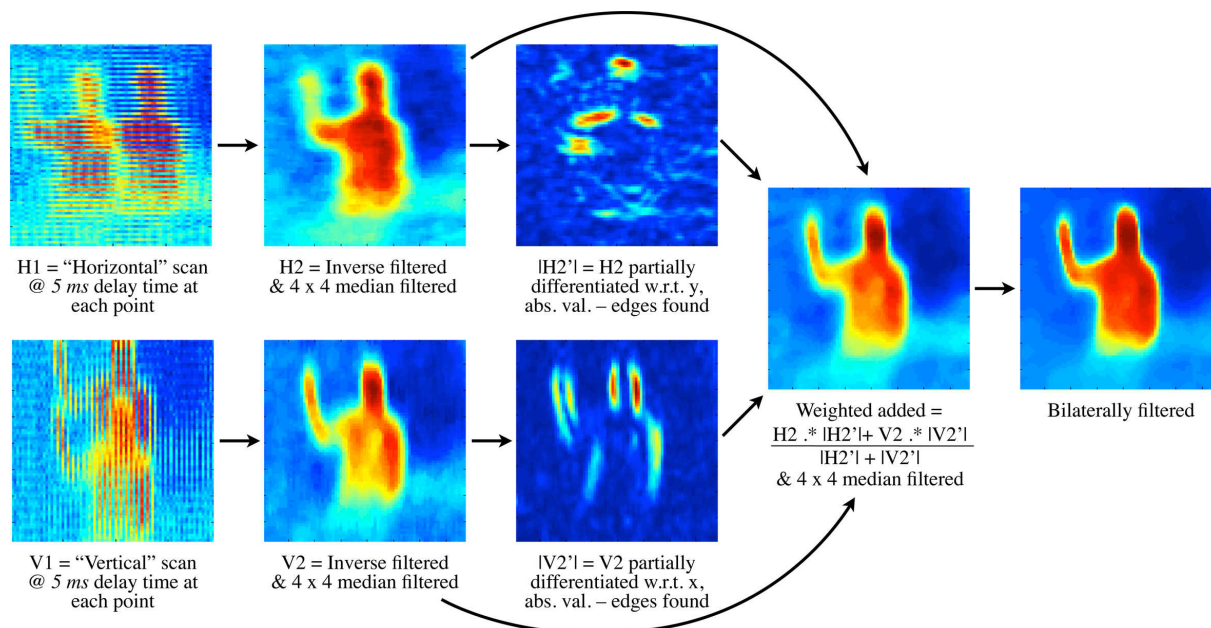 H1 = “Horizontal” scan
@ 5 ms delay time at
each point
H2 = Inverse filtered
& 4 x 4 median filtered
|H2’| = H2 partially
differentiated w.r.t. y,
abs. val. – edges found
V1 = “Vertical” scan
@ 5 ms delay time at
each point
V2 = Inverse filtered
& 4 x 4 median filtered
|V2’| = V2 partially
differentiated w.r.t. x,
abs. val. – edges found
Weighted added =
H2 .* |H2’|+ V2 .* |V2’|
|H2’| + |V2’|
& 4 x 4 median filtered
Bilaterally filtered